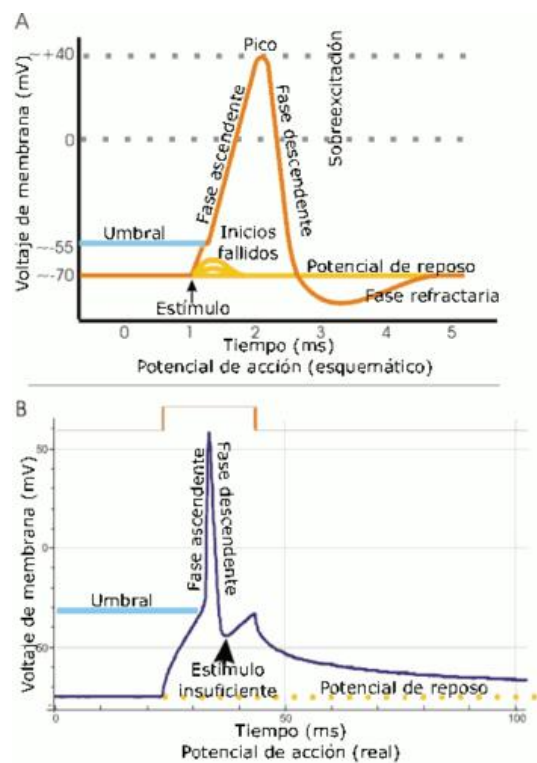 A
Voltaje de membrana (mV)
~+40
0
~-55
~-70
Pico
Sobreexcitación
Fase ascendente
Fase descendente
Umbral
Inicios
fallidos
Potencial de reposo
Estímulo
Fase refractaria
0 1 2 3 4 5
Tiempo (ms)
Potencial de acción (esquemático)
B
Voltaje de membrana (mV)
50
0
50
Fase ascendente
Fase descendente
Umbral
Estímulo
insuficiente
Potencial de reposo
0 50 100
Tiempo (ms)
Potencial de acción (real)